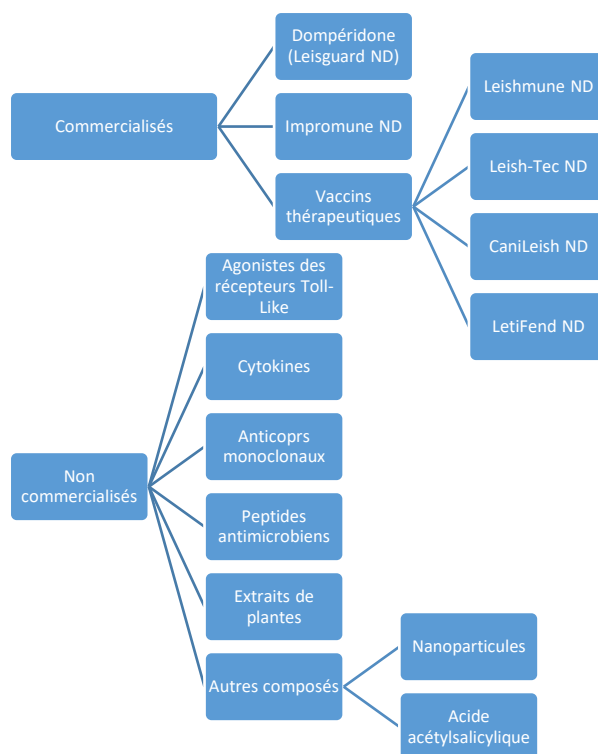 Commercialisés
Dompéridone
(Leisguard ND)
Impromune ND
Vaccins
thérapeutiques
Leishmune ND
Leish-Tec ND
CaniLeish ND
LetiFend ND
Non
commercialisés
Agonistes des
récepteurs Toll-
Like
Cytokines
Anticoprs
monoclonaux
Peptides
antimicrobiens
Extraits de
plantes
Autres composés
Nanoparticules
Acide
acétylsalicylique